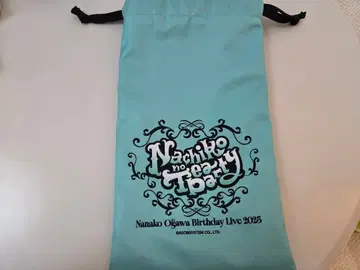 Nachiko
no
Tea
Party
Nanako Ogawa Birthday Live 2025